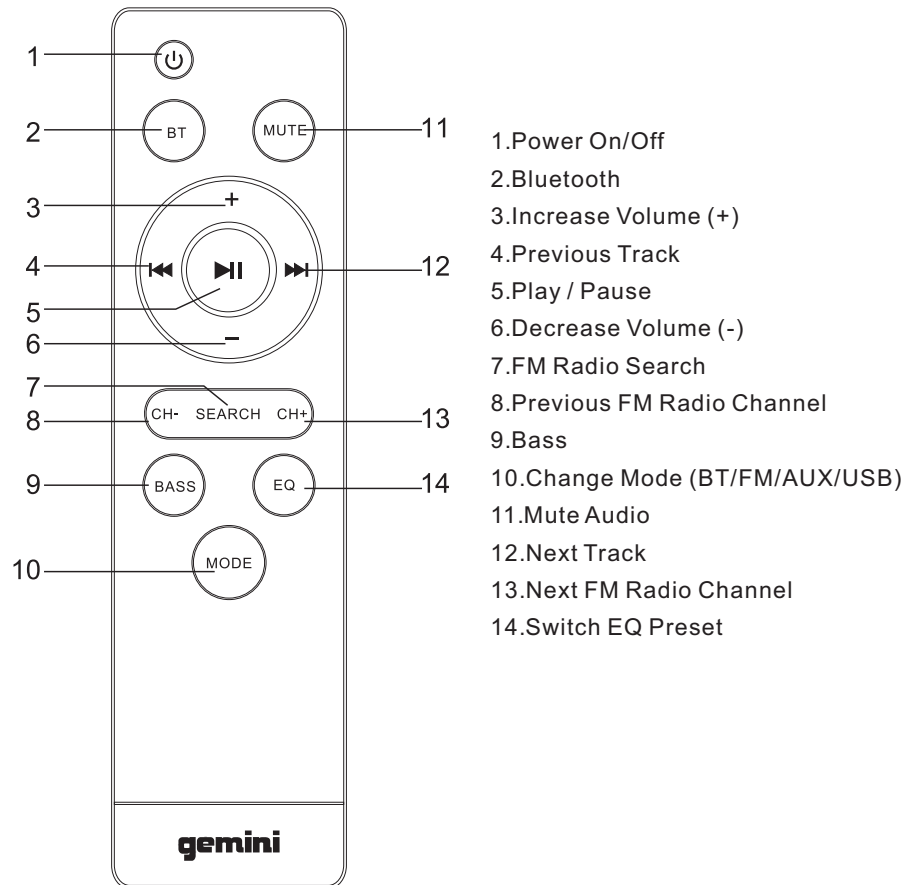 1
2
BT
MUTE
11
3
+
4
12
5
6
-
7
8
CH- SEARCH CH+
13
9
BASS
EQ
14
10
MODE
gemini
1.Power On/Off
2.Bluetooth
3.Increase Volume (+)
4.Previous Track
5.Play / Pause
6.Decrease Volume (-)
7.FM Radio Search
8.Previous FM Radio Channel
9.Bass
10.Change Mode (BT/FM/AUX/USB)
11.Mute Audio
12.Next Track
13.Next FM Radio Channel
14.Switch EQ Preset